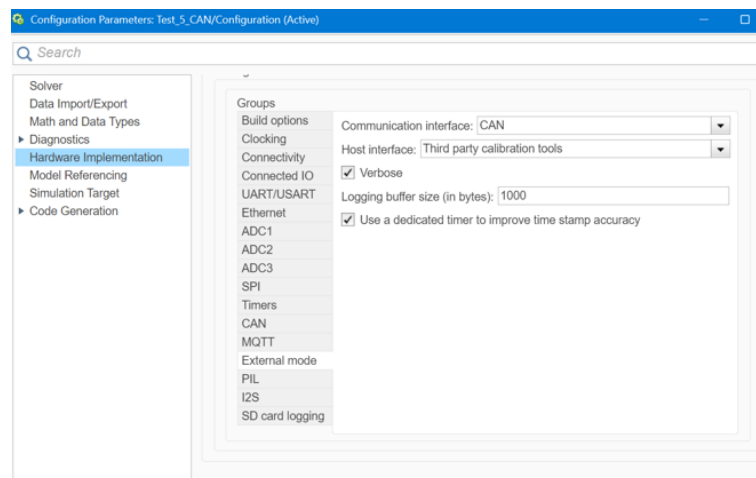 Configuration Parameters: Test_5_CAN/Configuration (Active)
Search
Solver
Data Import/Export
Math and Data Types
Diagnostics
Hardware Implementation
Model Referencing
Simulation Target
Code Generation
Groups
Build options
Clocking
Connectivity
Connected IO
UART/USART
Ethernet
ADC1
ADC2
ADC3
SPI
Timers
CAN
MQTT
External mode
PIL
I2S
SD card logging
Communication interface: CAN
Host interface: Third party calibration tools
Verbose
Logging buffer size (in bytes): 1000
Use a dedicated timer to improve time stamp accuracy